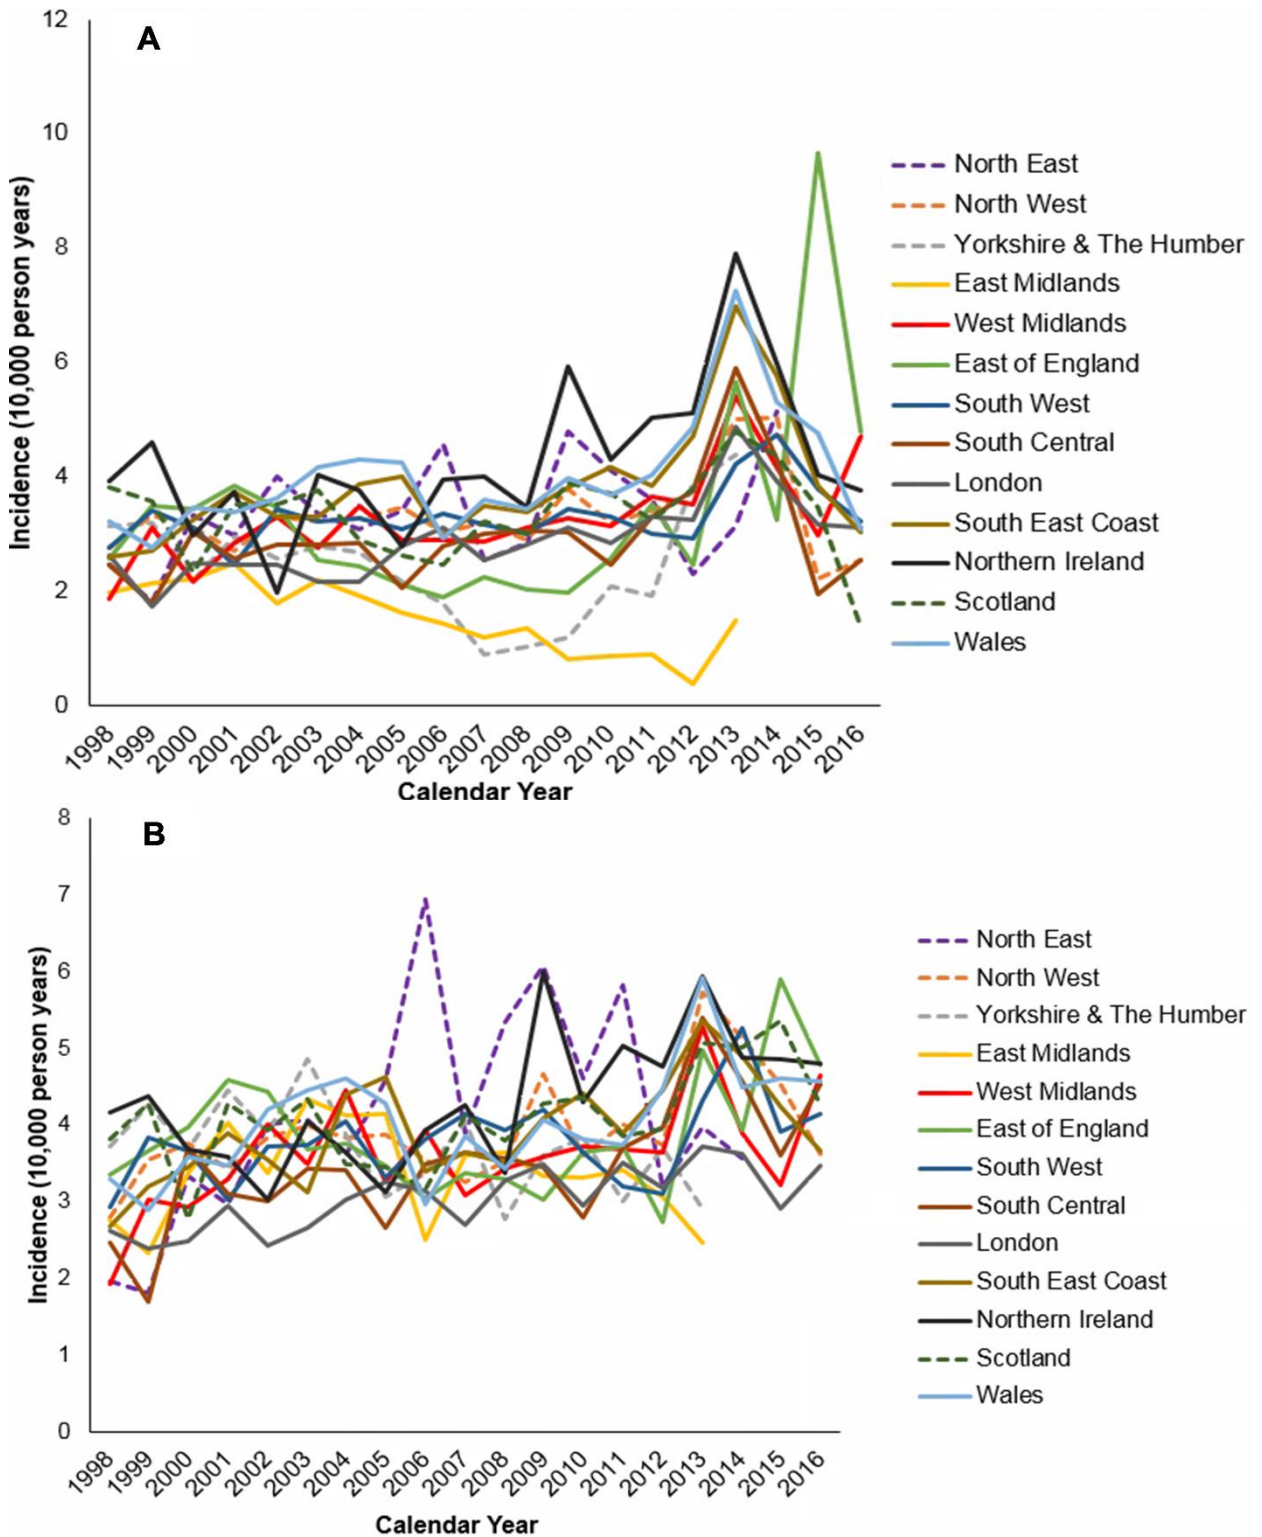 A
Incidence (10,000 person years)
12
10
8
6
4
2
0
1998 1999 2000 2001 2002 2003 2004 2005 2006 2007 2008 2009 2010 2011 2012 2013 2014 2015 2016
Calendar Year
North East
North West
Yorkshire & The Humber
East Midlands
West Midlands
East of England
South West
South Central
London
South East Coast
Northern Ireland
Scotland
Wales
B
Incidence (10,000 person years)
8
7
6
5
4
3
2
1
0
1998 1999 2000 2001 2002 2003 2004 2005 2006 2007 2008 2009 2010 2011 2012 2013 2014 2015 2016
Calendar Year
North East
North West
Yorkshire & The Humber
East Midlands
West Midlands
East of England
South West
South Central
London
South East Coast
Northern Ireland
Scotland
Wales